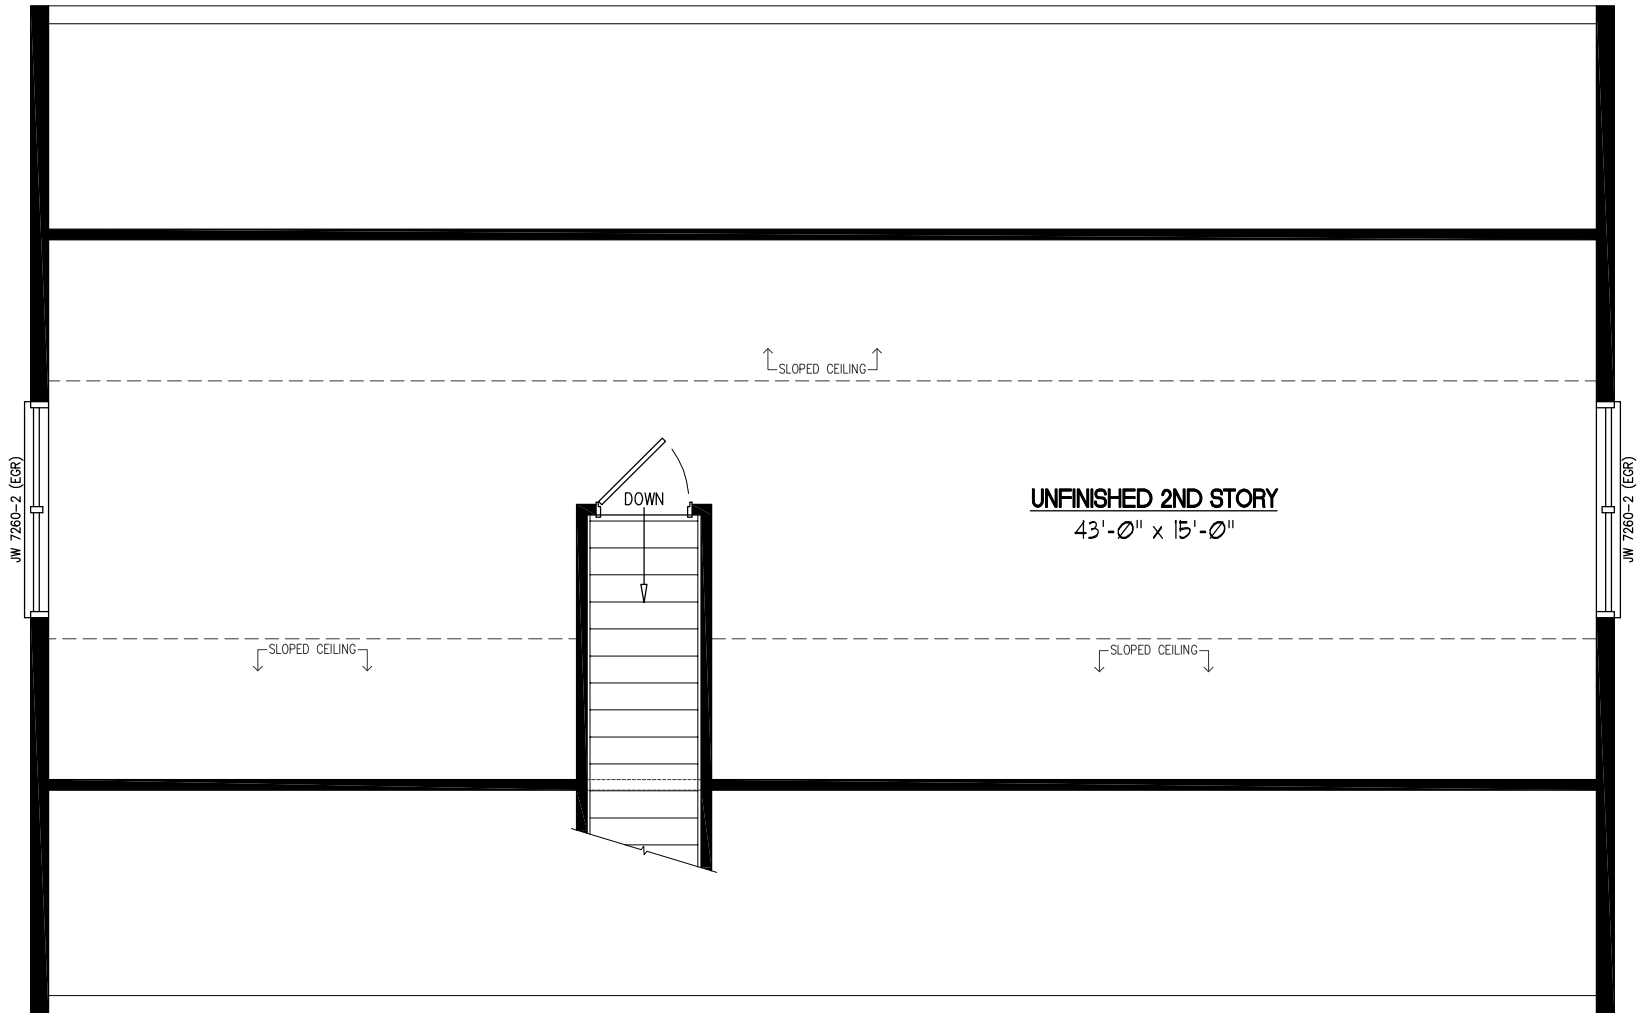 SLOPED CEILING
JW 7260-2 (EGR)
DOWN
UNFINISHED 2ND STORY
43'-0" x 15'-0"
JW 7260-2 (EGR)
SLOPED CEILING
SLOPED CEILING